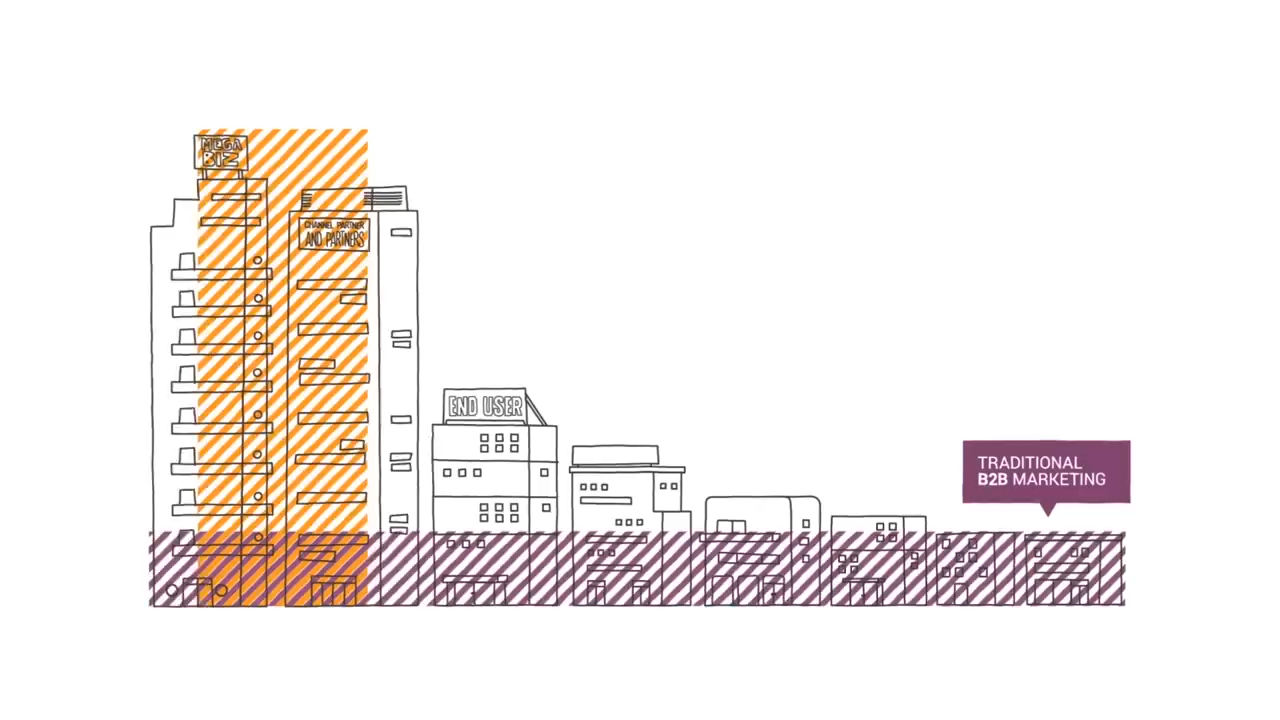 MEGA
BIZ
CHANNEL PARTNER
AND PARTNERS
END USER
TRADITIONAL
B2B MARKETING